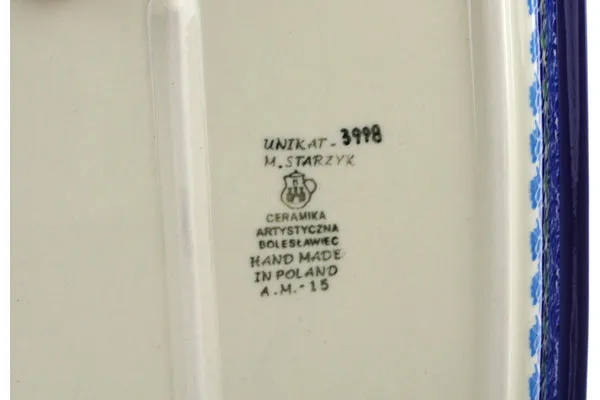 UNIKAT - 3998
M. STARZYK
CERAMIKA
ARTYSTYCZNA
BOLESŁAWIEC
HAND MADE
IN POLAND
A.M.-15